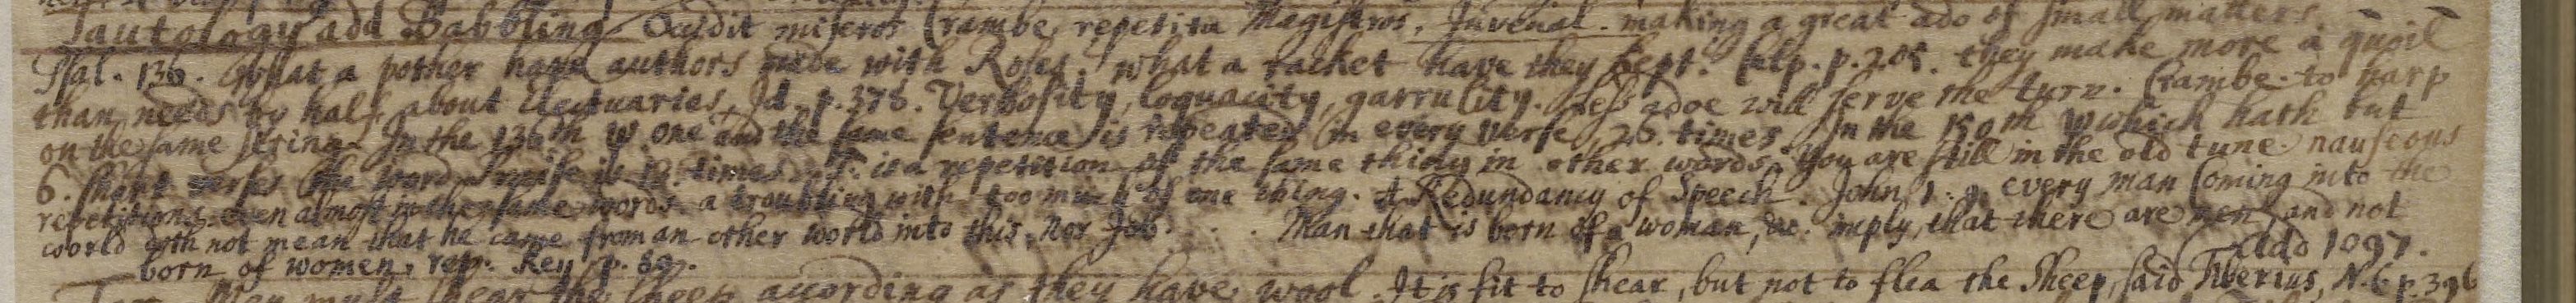 Tautology add Babbling. Occidit miseros Crambe repetita Magistros. Juvenal. making a great ado of small matters.
Psal. 136. What a pother have authors made with Roses. what a racket have they kept. Culp. p. 205. they make more a quoil
than needs by half about Electuaries, Id. p. 378. Verbosity, loquacity, garrulity. Less adoe will serve the turn. Crambe. to harp
on the same string. In the 136th ψ one and the same sentence is repeated in every verse, 26. times. In the 150th ψ which hath but
6. short verses the word praise is 13. times. T. is a repetition of the same thing in other words. you are still in the old tune. nauseous
repetitions even almost in the same words. a troubling with too much of one thing. A Redundancy of Speech. John 1. 9. every man coming into the
world doth not mean that he came from an other world into this. Nor Job. . . . Man that is born of a woman, &c. imply, that there are men and not
born of women, rep. Key p. 89. (add 1097.
Men must shear the sheep according as they have wool. It is fit to shear, but not to flea the Sheep, said Tiberius, N. C. p. 396